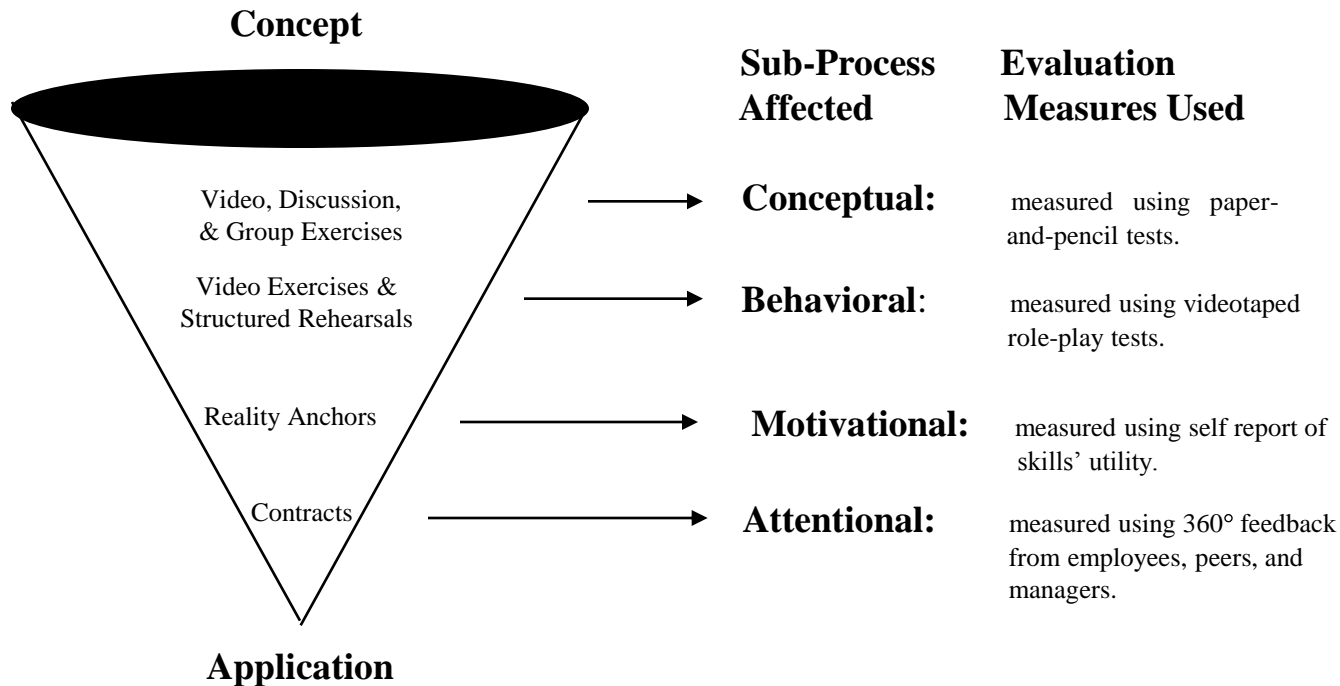 Concept
Sub-Process Evaluation
Affected Measures Used
Video, Discussion,
& Group Exercises
Conceptual: measured using paper-
and-pencil tests.
Video Exercises &
Structured Rehearsals
Behavioral: measured using videotaped
role-play tests.
Reality Anchors
Motivational: measured using self report of
skills’ utility.
Contracts
Attentional: measured using 360° feedback
from employees, peers, and
managers.
Application